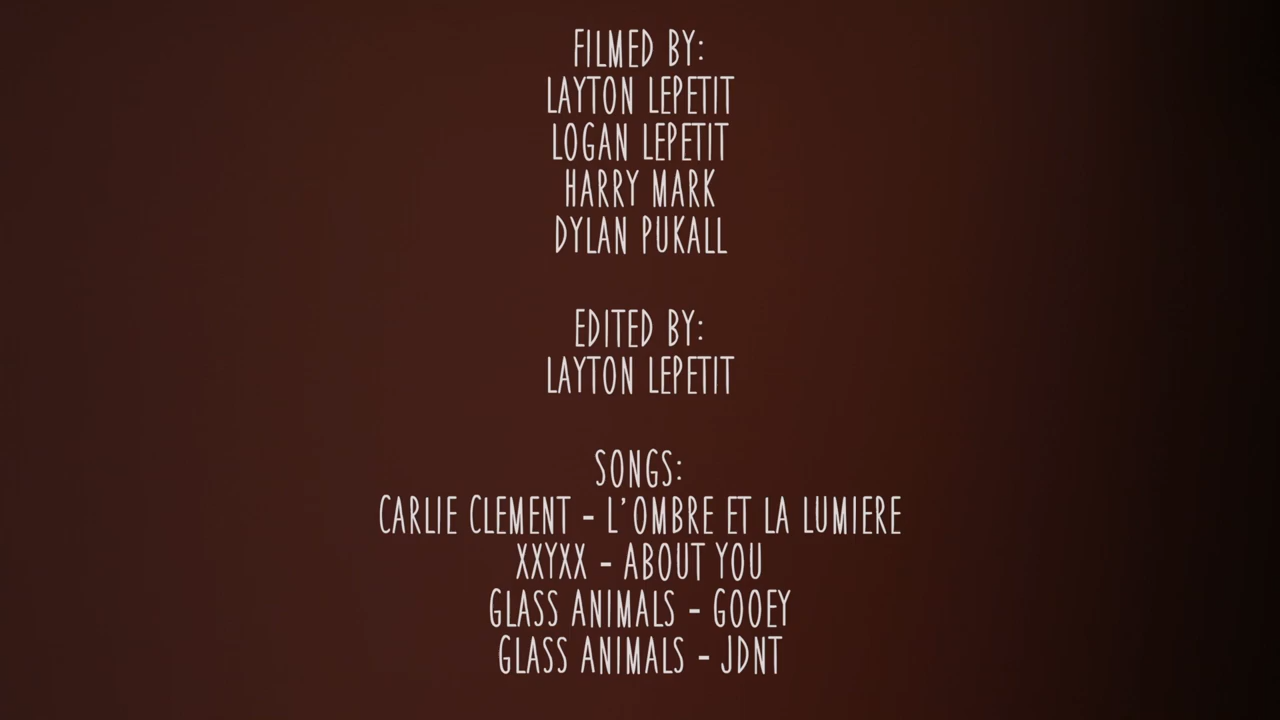 FILMED BY:
LAYTON LEPETIT
LOGAN LEPETIT
HARRY MARK
DYLAN PUKALL
EDITED BY:
LAYTON LEPETIT
SONGS:
CARLIE CLEMENT - L'OMBRE ET LA LUMIERE
XXYXX - ABOUT YOU
GLASS ANIMALS - GOOEY
GLASS ANIMALS - JDNT